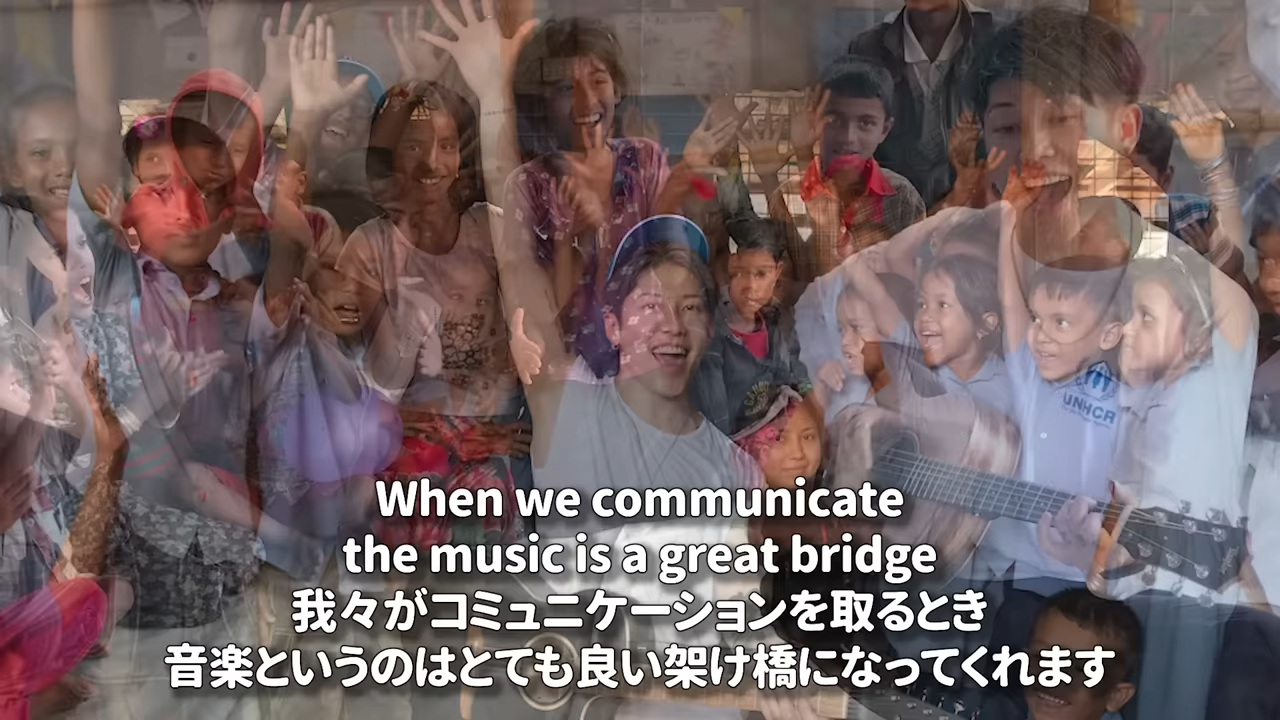 UNHCR
When we communicate
the music is a great bridge
我々がコミュニケーションを取るとき
音楽というのはとても良い架け橋になってくれます